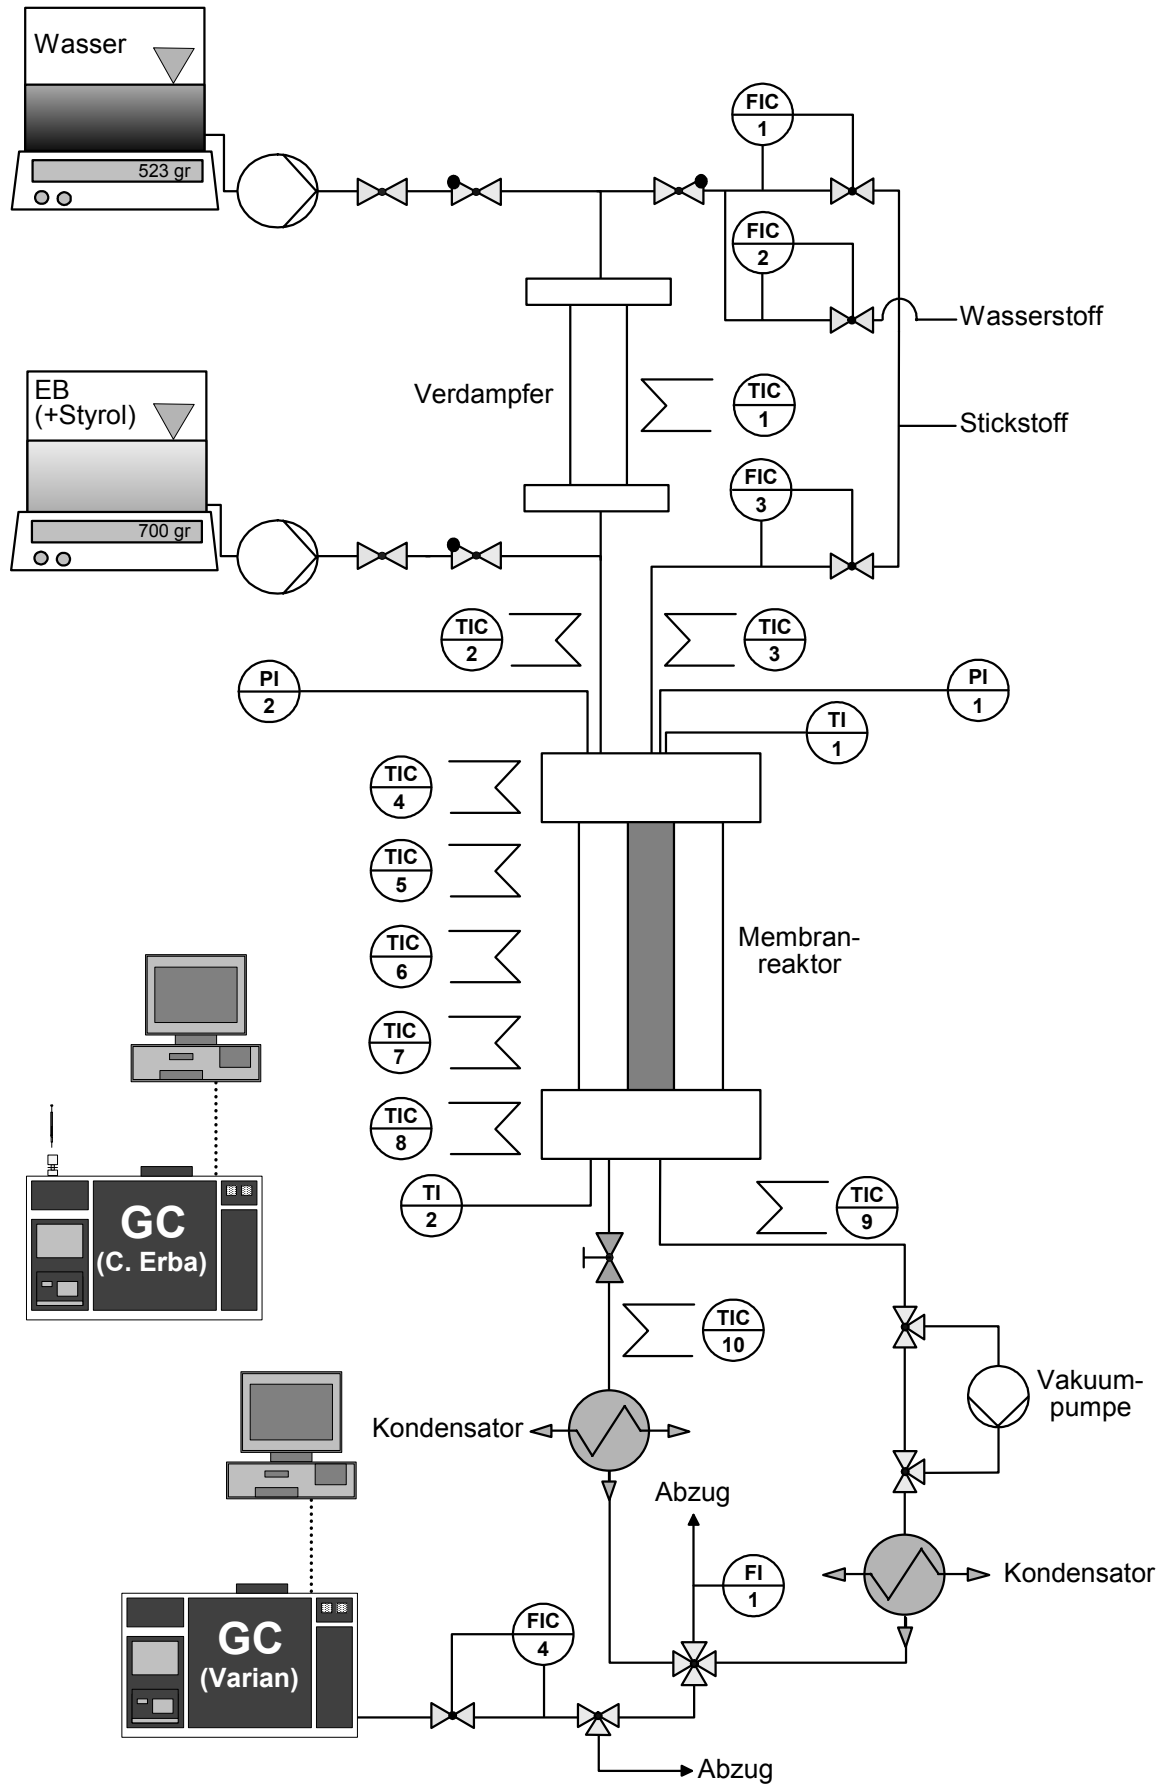 Wasser
523 gr
FIC
1
FIC
2
Wasserstoff
EB
(+Styrol)
700 gr
Verdampfer
TIC
1
Stickstoff
FIC
3
TIC
2
TIC
3
PI
2
PI
1
TI
1
TIC
4
TIC
5
TIC
6
TIC
7
TIC
8
Membran-
reaktor
GC
(C. Erba)
TI
2
TIC
9
TIC
10
Vakuum-
pumpe
Kondensator
Abzug
Kondensator
FI
1
FIC
4
GC
(Varian)
Abzug